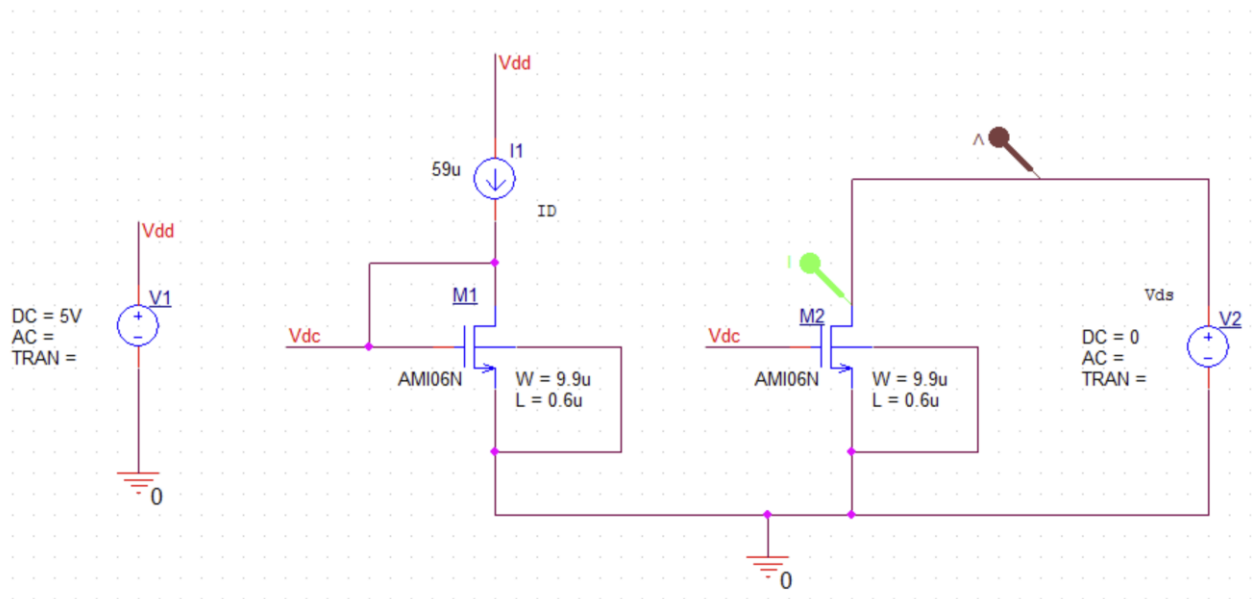 Vdd
I1
59u
ID
Vdd
V1
DC = 5V
AC =
TRAN =
+
-
0
Vdc
M1
AMI06N
W = 9.9u
L = 0.6u
Vdc
M2
AMI06N
W = 9.9u
L = 0.6u
I
V
Vds
V2
DC = 0
AC =
TRAN =
+
-
0